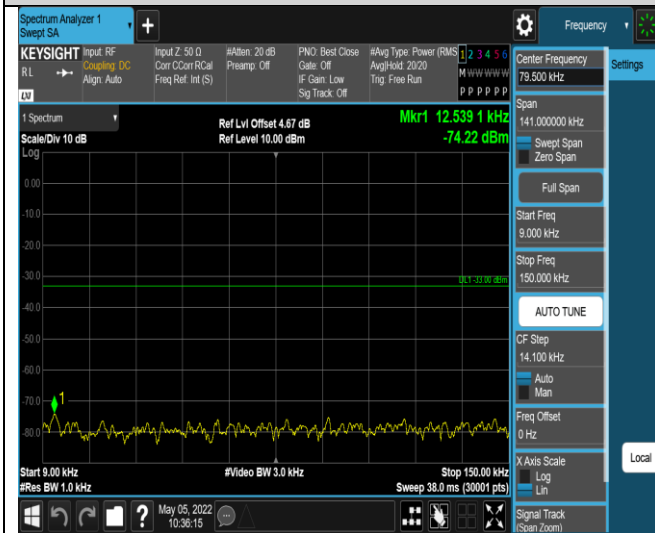 Spectrum Analyzer 1
Swept SA
+
Frequency
KEYSIGHT
RL
LXI
Input: RF
Coupling: DC
Align: Auto
Input Z: 50 Ω
Corr CCorr RCal
Freq Ref: Int (S)
#Atten: 20 dB
Preamp: Off
PNO: Best Close
Gate: Off
IF Gain: Low
Sig Track: Off
#Avg Type: Power (RMS
Avg|Hold: 20/20
Trig: Free Run
1 2 3 4 5 6
M W W W W W
P P P P P P
1 Spectrum
Scale/Div 10 dB
Log
Ref Lvl Offset 4.67 dB
Ref Level 10.00 dBm
Mkr1 12.539 1 kHz
-74.22 dBm
0.00
-10.0
-20.0
-30.0
DL1 -33.00 dBm
-40.0
-50.0
-60.0
-70.0
1
-80.0
Start 9.00 kHz
#Res BW 1.0 kHz
#Video BW 3.0 kHz
Stop 150.00 kHz
Sweep 38.0 ms (30001 pts)
?
May 05, 2022
10:36:15
Center Frequency
79.500 kHz
Span
141.000000 kHz
Swept Span
Zero Span
Full Span
Start Freq
9.000 kHz
Stop Freq
150.000 kHz
AUTO TUNE
CF Step
14.100 kHz
Auto
Man
Freq Offset
0 Hz
X Axis Scale
Log
Lin
Signal Track
(Span Zoom)
Settings
Local